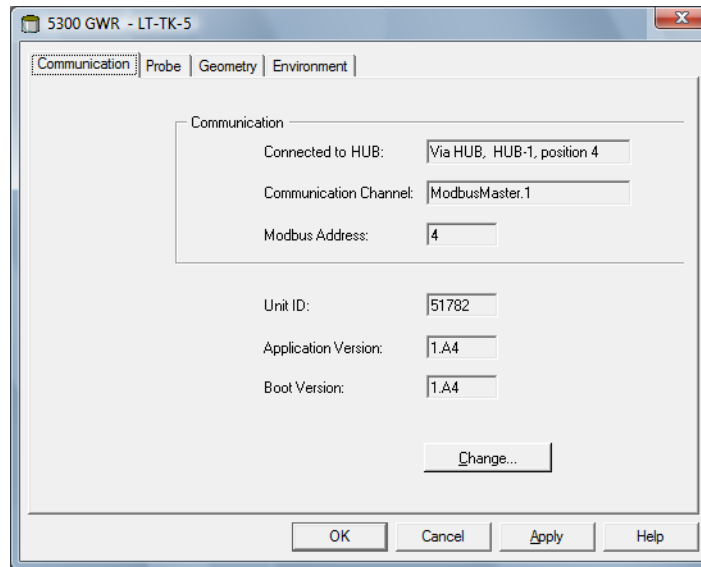 5300 GWR - LT-TK-5
Communication Probe Geometry Environment
Communication
Connected to HUB: Via HUB, HUB-1, position 4
Communication Channel: ModbusMaster.1
Modbus Address: 4
Unit ID: 51782
Application Version: 1.A4
Boot Version: 1.A4
Change...
OK Cancel Apply Help